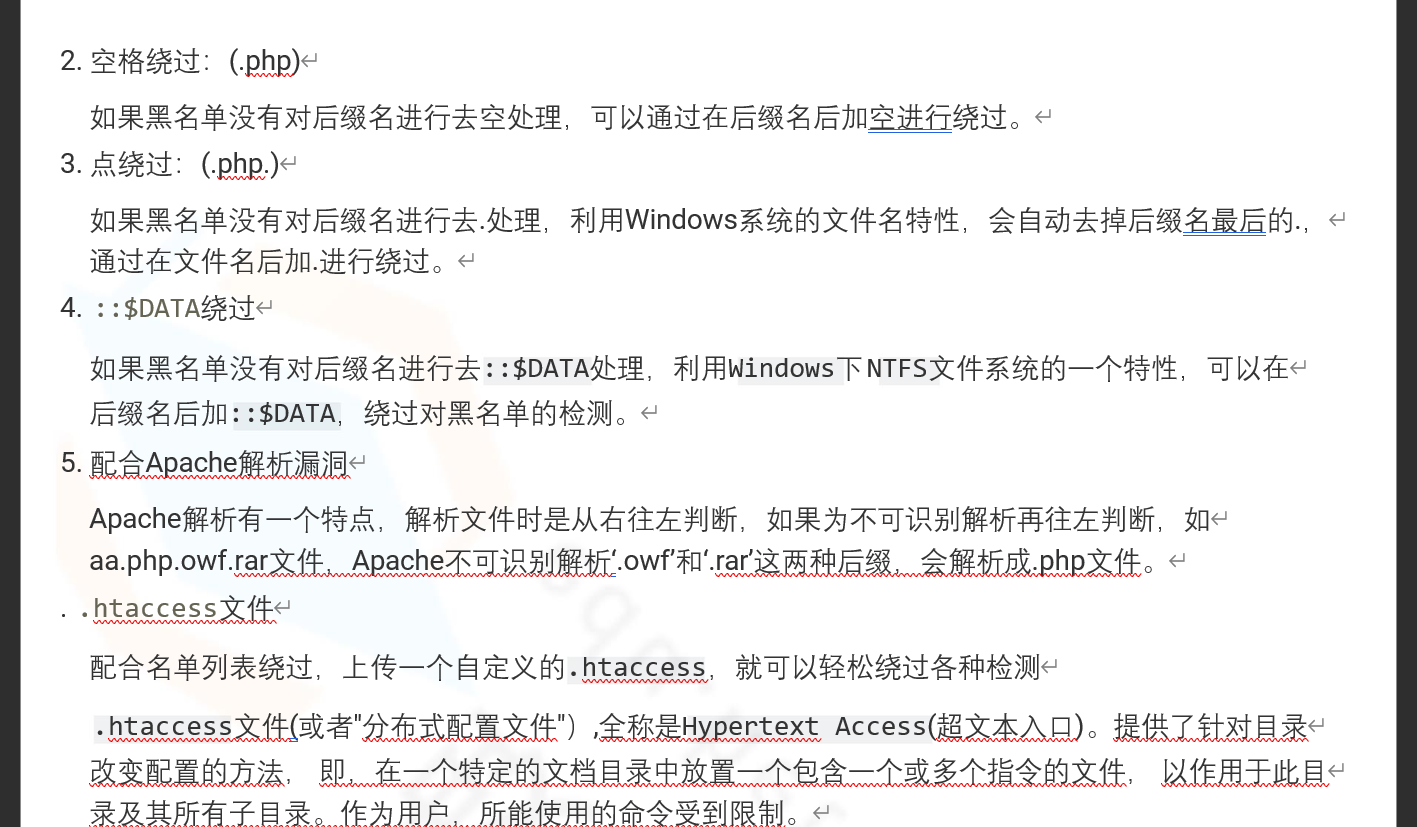 2. 空格绕过：(.php)
如果黑名单没有对后缀名进行去空处理，可以通过在后缀名后加空进行绕过。
3. 点绕过：(.php.)
如果黑名单没有对后缀名进行去.处理，利用Windows系统的文件名特性，会自动去掉后缀名最后的.，
通过在文件名后加.进行绕过。
4. ::$DATA绕过
如果黑名单没有对后缀名进行去::$DATA处理，利用Windows下NTFS文件系统的一个特性，可以在
后缀名后加::$DATA，绕过对黑名单的检测。
5. 配合Apache解析漏洞
Apache解析有一个特点，解析文件时是从右往左判断，如果为不可识别解析再往左判断，如
aa.php.owf.rar文件，Apache不可识别解析‘.owf’和‘.rar’这两种后缀，会解析成.php文件。
. .htaccess文件
配合名单列表绕过，上传一个自定义的.htaccess，就可以轻松绕过各种检测
.htaccess文件(或者"分布式配置文件"）,全称是Hypertext Access(超文本入口)。提供了针对目录
改变配置的方法， 即，在一个特定的文档目录中放置一个包含一个或多个指令的文件， 以作用于此目
录及其所有子目录。作为用户，所能使用的命令受到限制。